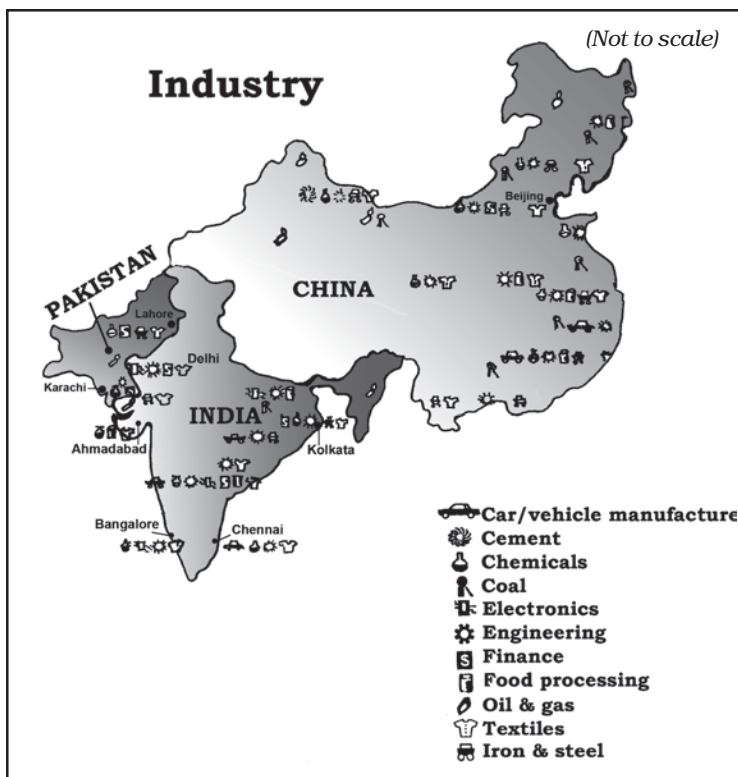 (Not to scale)
Industry
Beijing
PAKISTAN
CHINA
Lahore
Delhi
Karachi
INDIA
Ahmadabad
Kolkata
Bangalore
Chennai
Car/vehicle manufacture
Cement
Chemicals
Coal
Electronics
Engineering
Finance
Food processing
Oil & gas
Textiles
Iron & steel